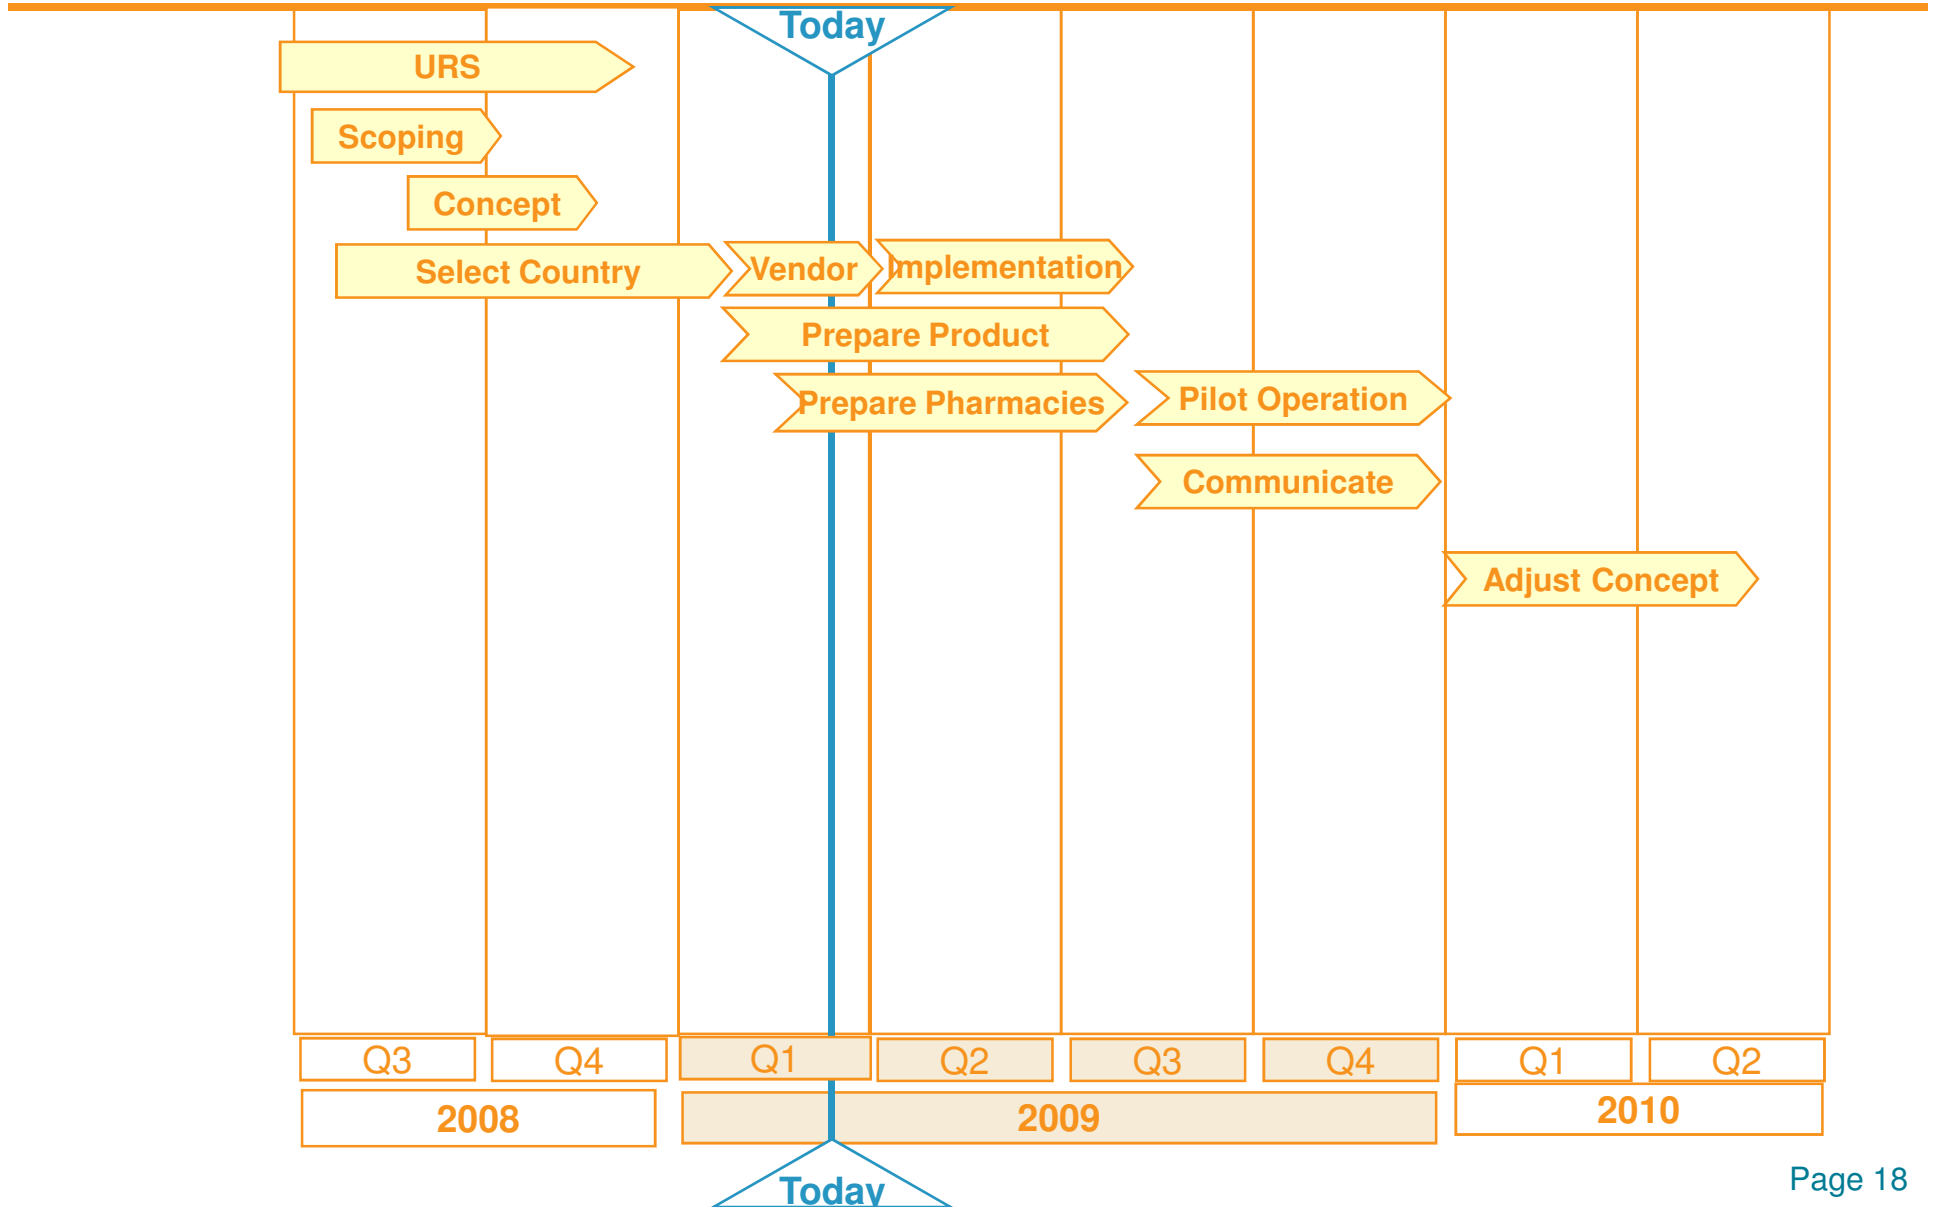 Today
URS
Scoping
Concept
Select Country
Vendor
Implementation
Prepare Product
Prepare Pharmacies
Pilot Operation
Communicate
Adjust Concept
Q3
Q4
Q1
Q2
Q3
Q4
Q1
Q2
2008
2009
2010
Today
Page 18